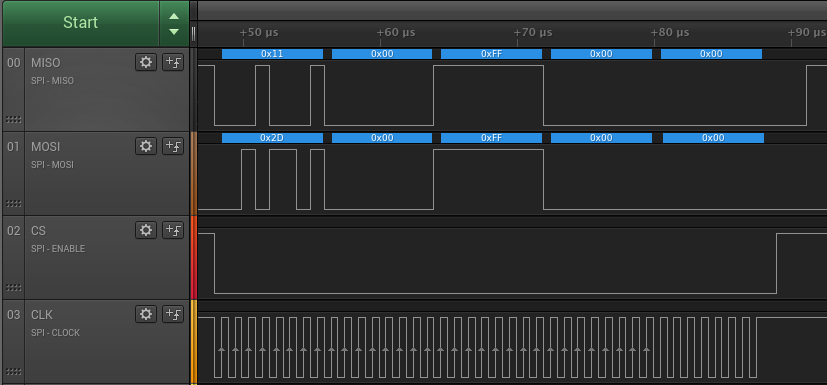 Start
+50 µs +60 µs +70 µs +80 µs +90 µs
00 MISO
SPI - MISO
0x11 0x00 0xFF 0x00 0x00
01 MOSI
SPI - MOSI
0x2D 0x00 0xFF 0x00 0x00
02 CS
SPI - ENABLE
03 CLK
SPI - CLOCK